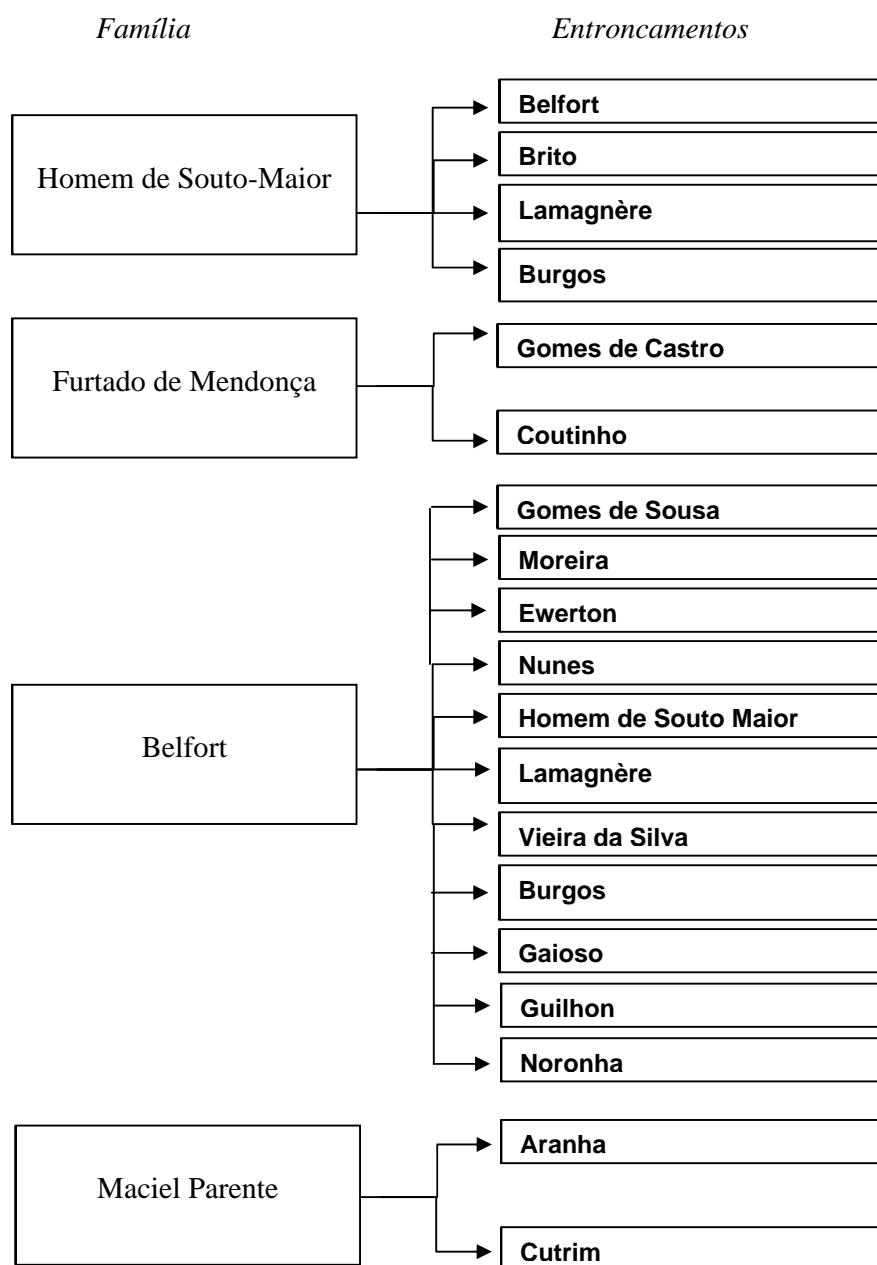 Família Entroncamentos
Homem de Souto-Maior
Belfort
Brito
Lamagnère
Burgos
Furtado de Mendonça
Gomes de Castro
Coutinho
Belfort
Gomes de Sousa
Moreira
Ewerton
Nunes
Homem de Souto Maior
Lamagnère
Vieira da Silva
Burgos
Gaioso
Guilhon
Noronha
Maciel Parente
Aranha
Cutrim